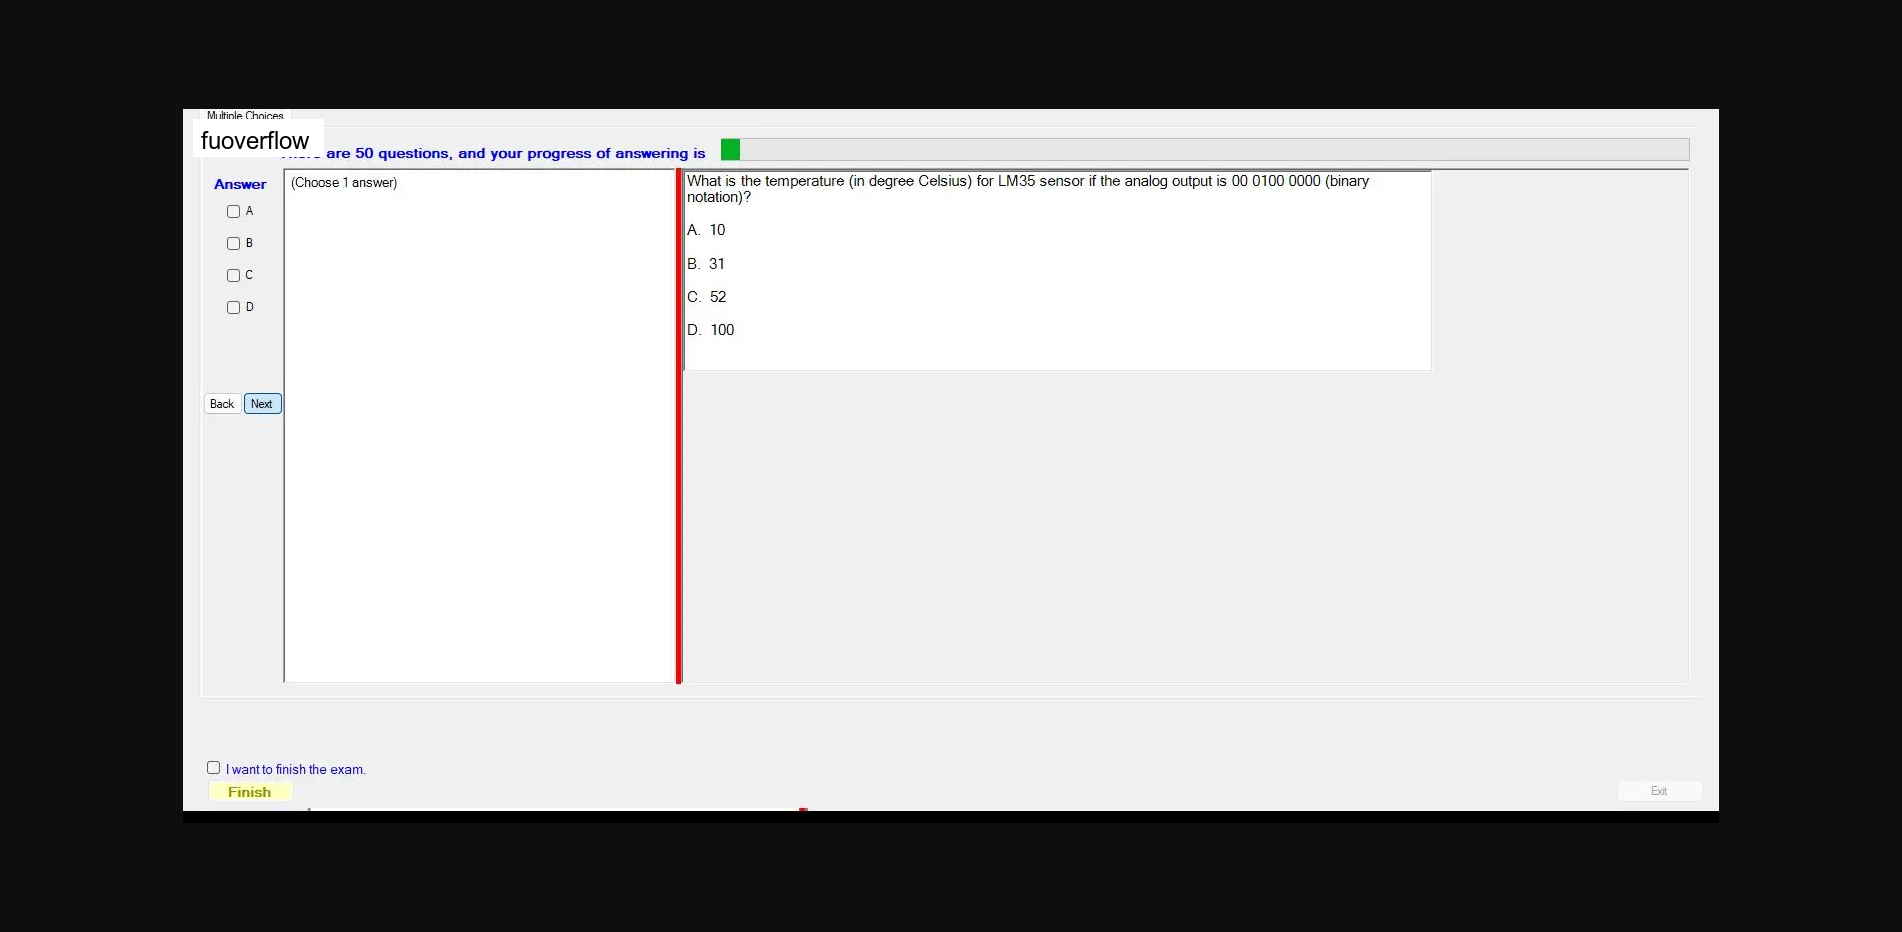 Multiple Choices
fuoverflow
are 50 questions, and your progress of answering is
Answer
(Choose 1 answer)
A
B
C
D
Back Next
What is the temperature (in degree Celsius) for LM35 sensor if the analog output is 00 0100 0000 (binary
notation)?
A. 10
B. 31
C. 52
D. 100
I want to finish the exam.
Finish
Exit